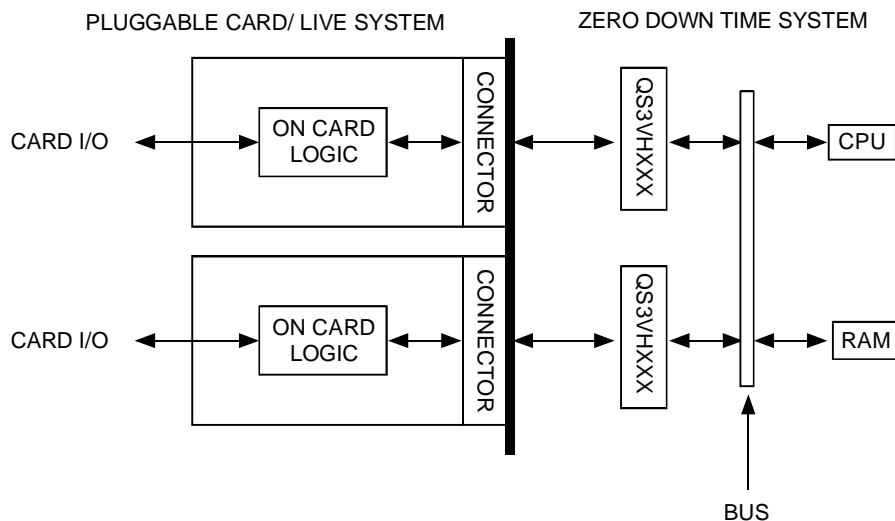 PLUGGABLE CARD/ LIVE SYSTEM
ZERO DOWN TIME SYSTEM
CARD I/O
ON CARD
LOGIC
CONNECTOR
QS3VHXXX
CPU
CARD I/O
ON CARD
LOGIC
CONNECTOR
QS3VHXXX
RAM
BUS